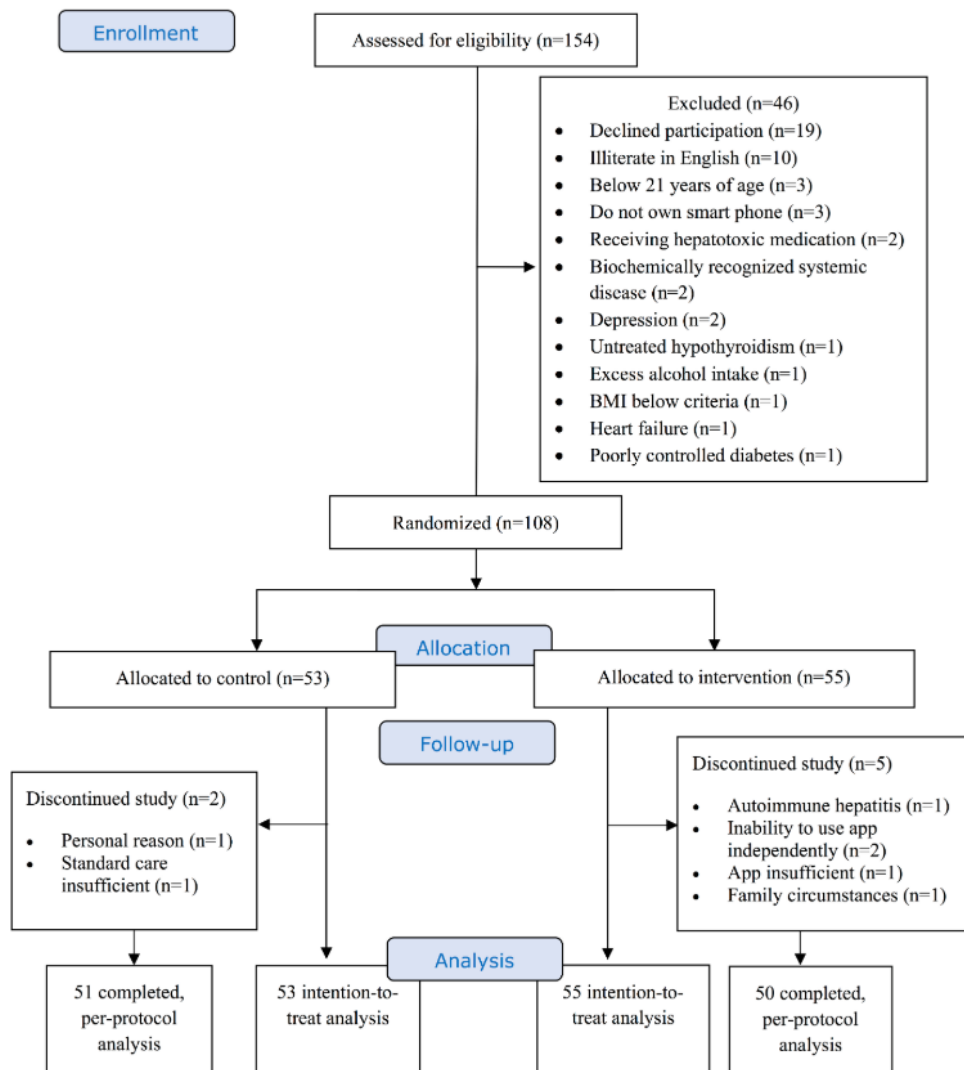 Enrollment
Assessed for eligibility (n=154)
Excluded (n=46)
• Declined participation (n=19)
• Illiterate in English (n=10)
• Below 21 years of age (n=3)
• Do not own smart phone (n=3)
• Receiving hepatotoxic medication (n=2)
• Biochemically recognized systemic
disease (n=2)
• Depression (n=2)
• Untreated hypothyroidism (n=1)
• Excess alcohol intake (n=1)
• BMI below criteria (n=1)
• Heart failure (n=1)
• Poorly controlled diabetes (n=1)
Randomized (n=108)
Allocation
Allocated to control (n=53)
Allocated to intervention (n=55)
Follow-up
Discontinued study (n=2)
• Personal reason (n=1)
• Standard care
insufficient (n=1)
Discontinued study (n=5)
• Autoimmune hepatitis (n=1)
• Inability to use app
independently (n=2)
• App insufficient (n=1)
• Family circumstances (n=1)
Analysis
51 completed,
per-protocol
analysis
53 intention-to-
treat analysis
55 intention-to-
treat analysis
50 completed,
per-protocol
analysis